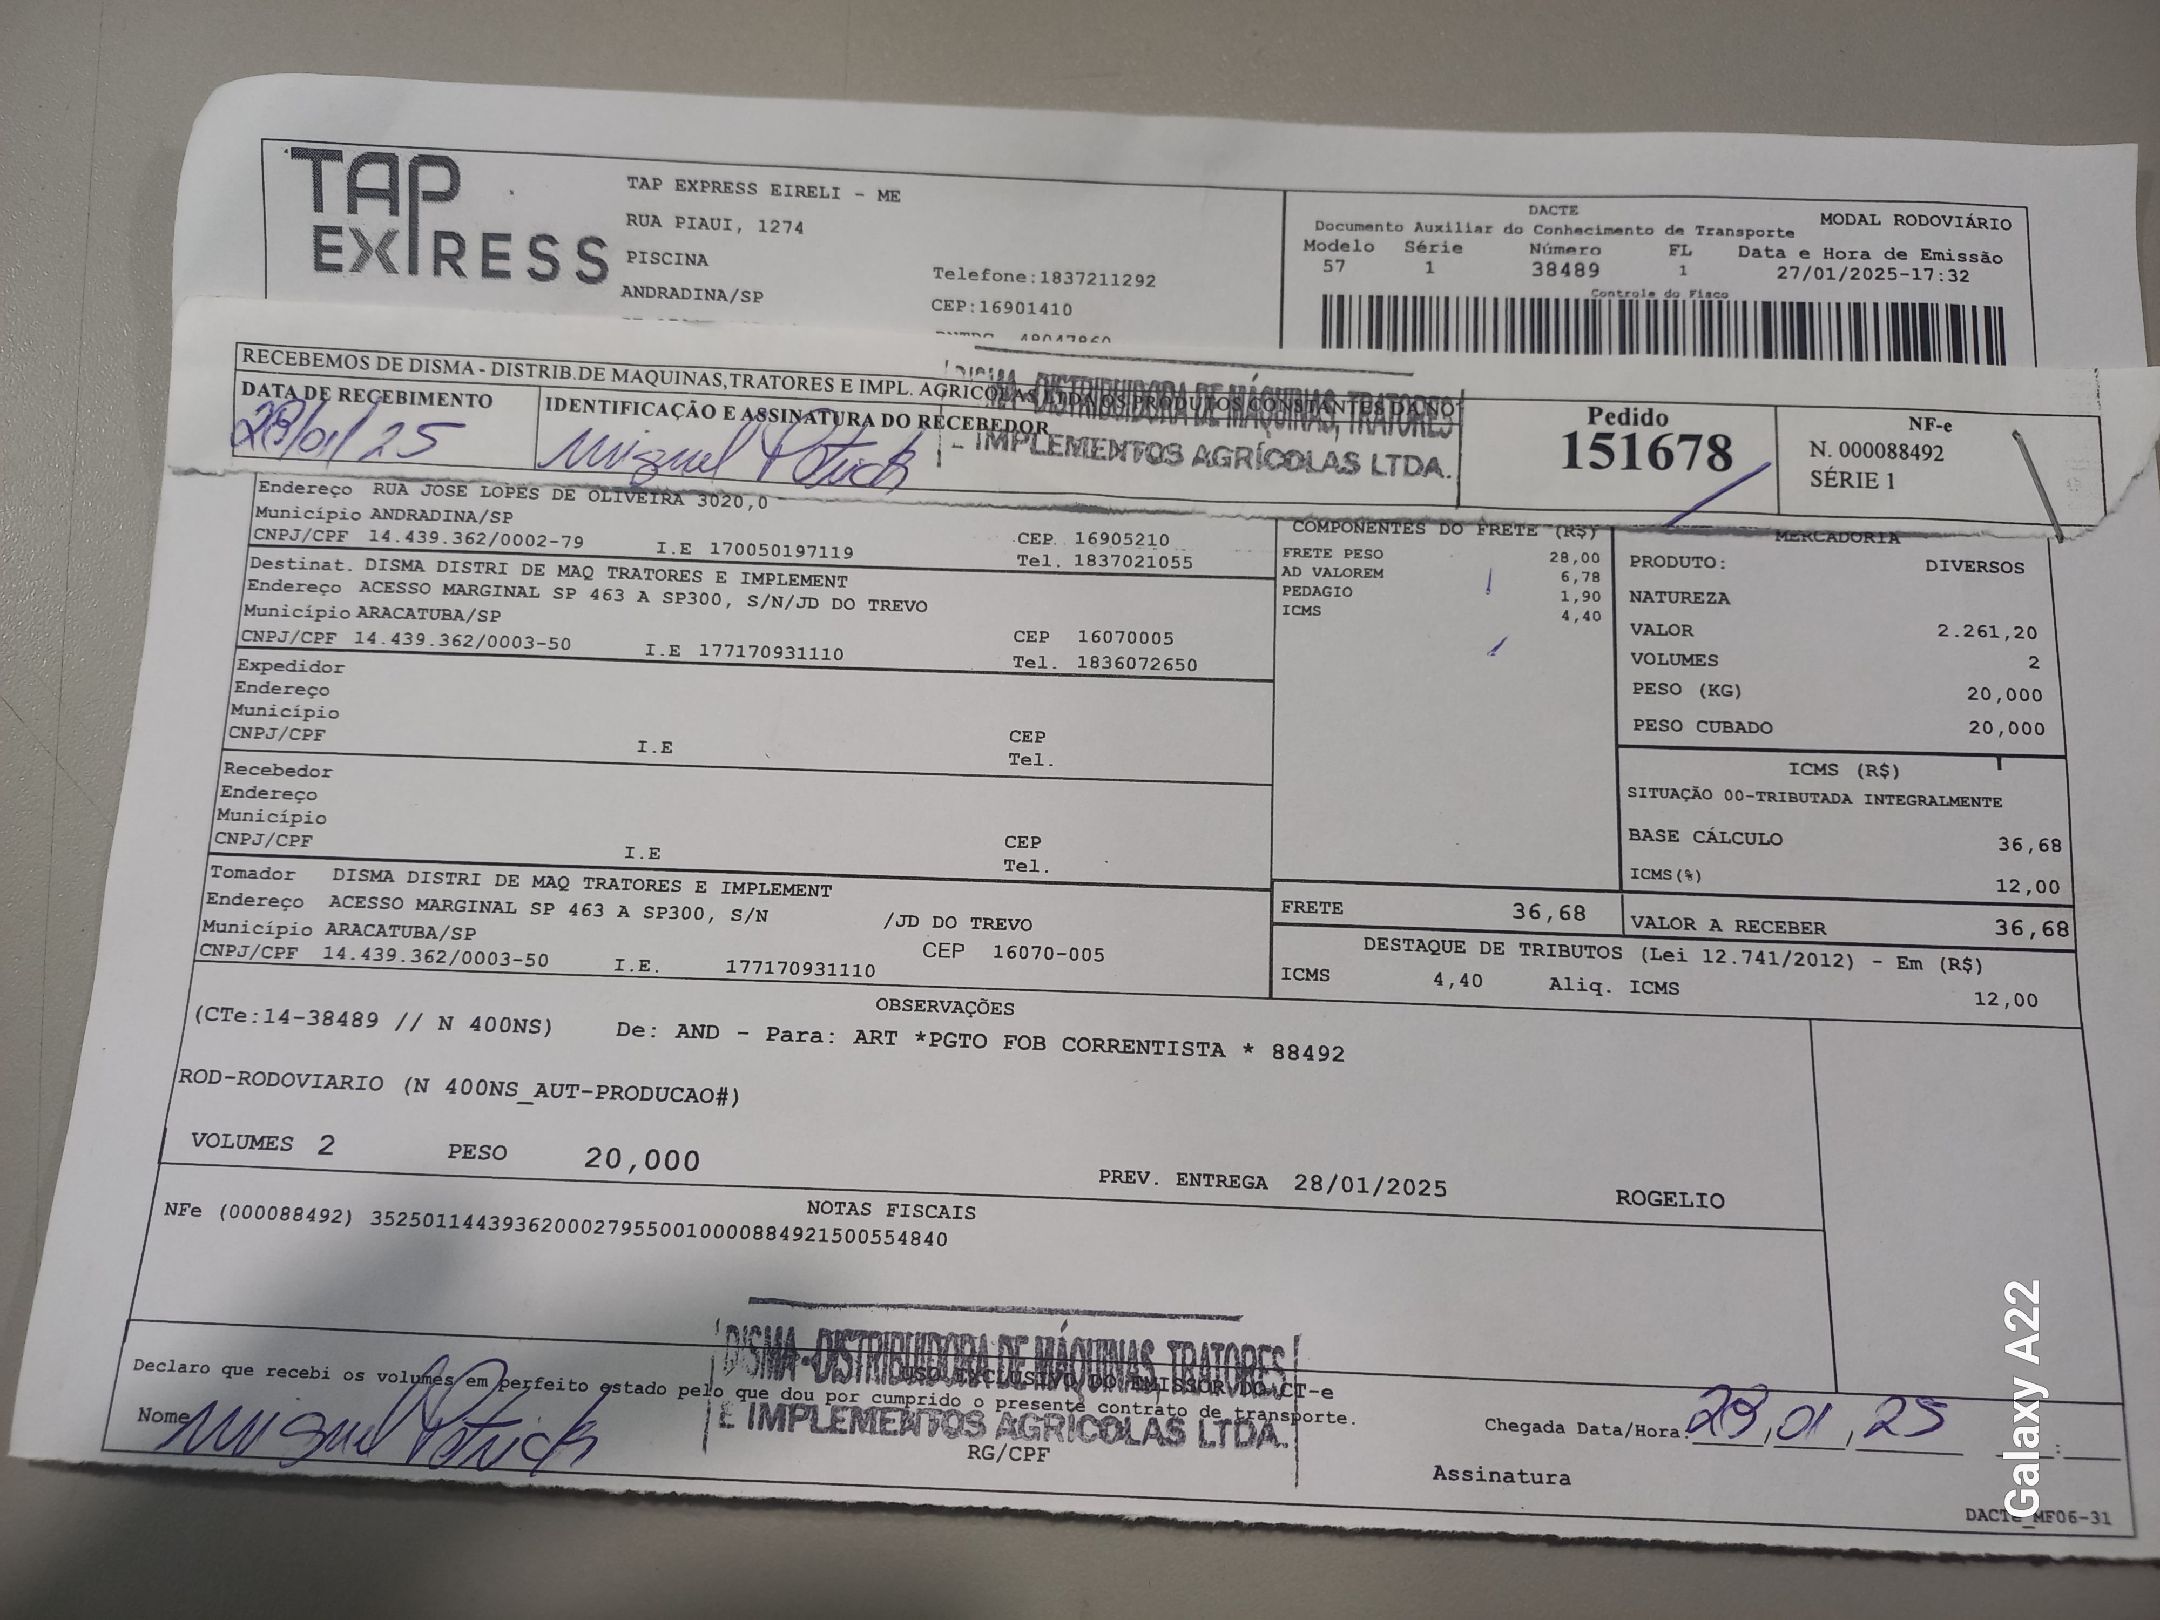 TAP
EXPRESS
TAP EXPRESS EIRELI - ME
RUA PIAUI, 1274
PISCINA
ANDRADINA/SP
Telefone:1837211292
CEP:16901410
DACTE
MODAL RODOVIÁRIO
Documento Auxiliar do Conhecimento de Transporte
Modelo Série Número FL Data e Hora de Emissão
57 1 38489 1 27/01/2025-17:32
Controle do Fisco
RECEBEMOS DE DISMA - DISTRIB.DE MAQUINAS,TRATORES E IMPL. AGRICOLAS LTDA OS PRODUTOS CONSTANTES DA NO
DATA DE RECEBIMENTO
IDENTIFICAÇÃO E ASSINATURA DO RECEBEDOR
/01/25
Miguel Patrick
DISMA - DISTRIBUIDORA DE MÁQUINAS, TRATORES
IMPLEMENTOS AGRÍCOLAS LTDA.
Pedido
151678
NF-e
N. 000088492
SÉRIE 1
Endereço RUA JOSE LOPES DE OLIVEIRA 3020,0
Município ANDRADINA/SP
CEP. 16905210
CNPJ/CPF 14.439.362/0002-79 I.E 170050197119 Tel. 1837021055
Destinat. DISMA DISTRI DE MAQ TRATORES E IMPLEMENT
Endereço ACESSO MARGINAL SP 463 A SP300, S/N/JD DO TREVO
Município ARACATUBA/SP
CEP 16070005
CNPJ/CPF 14.439.362/0003-50 I.E 177170931110 Tel. 1836072650
Expedidor
Endereço
Município
CEP
CNPJ/CPF I.E Tel.
Recebedor
Endereço
Município
CEP
CNPJ/CPF I.E Tel.
Tomador DISMA DISTRI DE MAQ TRATORES E IMPLEMENT
Endereço ACESSO MARGINAL SP 463 A SP300, S/N /JD DO TREVO
Município ARACATUBA/SP
CEP 16070-005
CNPJ/CPF 14.439.362/0003-50 I.E. 177170931110
COMPONENTES DO FRETE (R$)
FRETE PESO 28,00
AD VALOREM 6,78
PEDAGIO 1,90
ICMS 4,40
MERCADORIA
PRODUTO: DIVERSOS
NATUREZA
VALOR 2.261,20
VOLUMES 2
PESO (KG) 20,000
PESO CUBADO 20,000
ICMS (R$)
SITUAÇÃO 00-TRIBUTADA INTEGRALMENTE
BASE CÁLCULO 36,68
ICMS(%) 12,00
FRETE 36,68
VALOR A RECEBER 36,68
DESTAQUE DE TRIBUTOS (Lei 12.741/2012) - Em (R$)
ICMS 4,40 Aliq. ICMS 12,00
OBSERVAÇÕES
(CTe:14-38489 // N 400NS) De: AND - Para: ART *PGTO FOB CORRENTISTA * 88492
ROD-RODOVIARIO (N 400NS_AUT-PRODUCAO#)
VOLUMES 2 PESO 20,000
PREV. ENTREGA 28/01/2025 ROGELIO
NOTAS FISCAIS
NFe (000088492) 35250114439362000279550010000884921500554840
DISMA - DISTRIBUIDORA DE MÁQUINAS, TRATORES
E IMPLEMENTOS AGRÍCOLAS LTDA.
USO EXCLUSIVO DO EMISSOR DO CT-e
Declaro que recebi os volumes em perfeito estado pelo que dou por cumprido o presente contrato de transporte.
Nome Miguel Patrick
RG/CPF
Chegada Data/Hora: ,01,25 :
Assinatura
DACTE_MF06-31
Galaxy A22